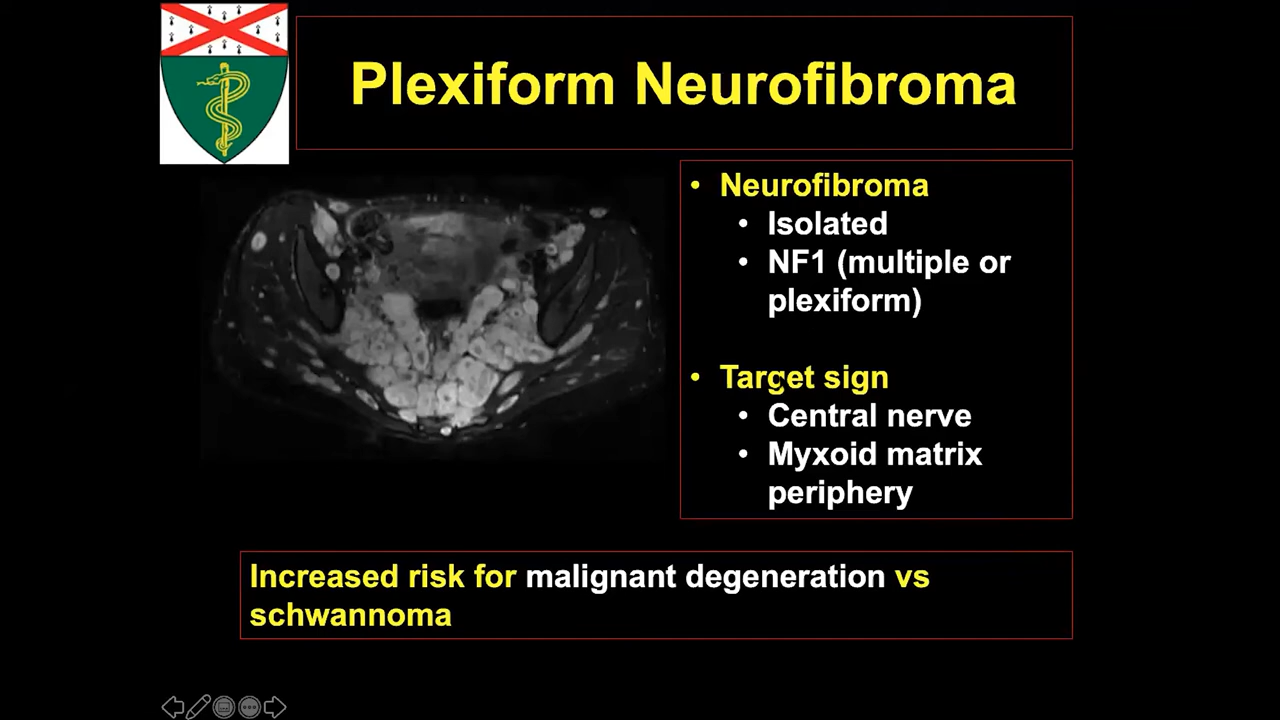 Plexiform Neurofibroma
• Neurofibroma
• Isolated
• NF1 (multiple or
plexiform)
• Target sign
• Central nerve
• Myxoid matrix
periphery
Increased risk for malignant degeneration vs
schwannoma